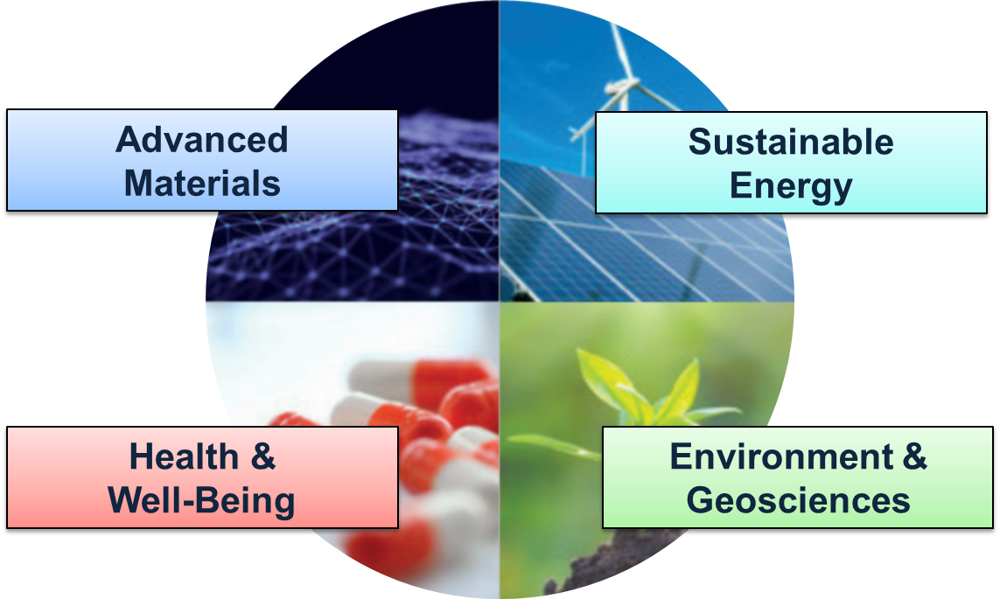 Advanced
Materials
Sustainable
Energy
Health &
Well-Being
Environment &
Geosciences